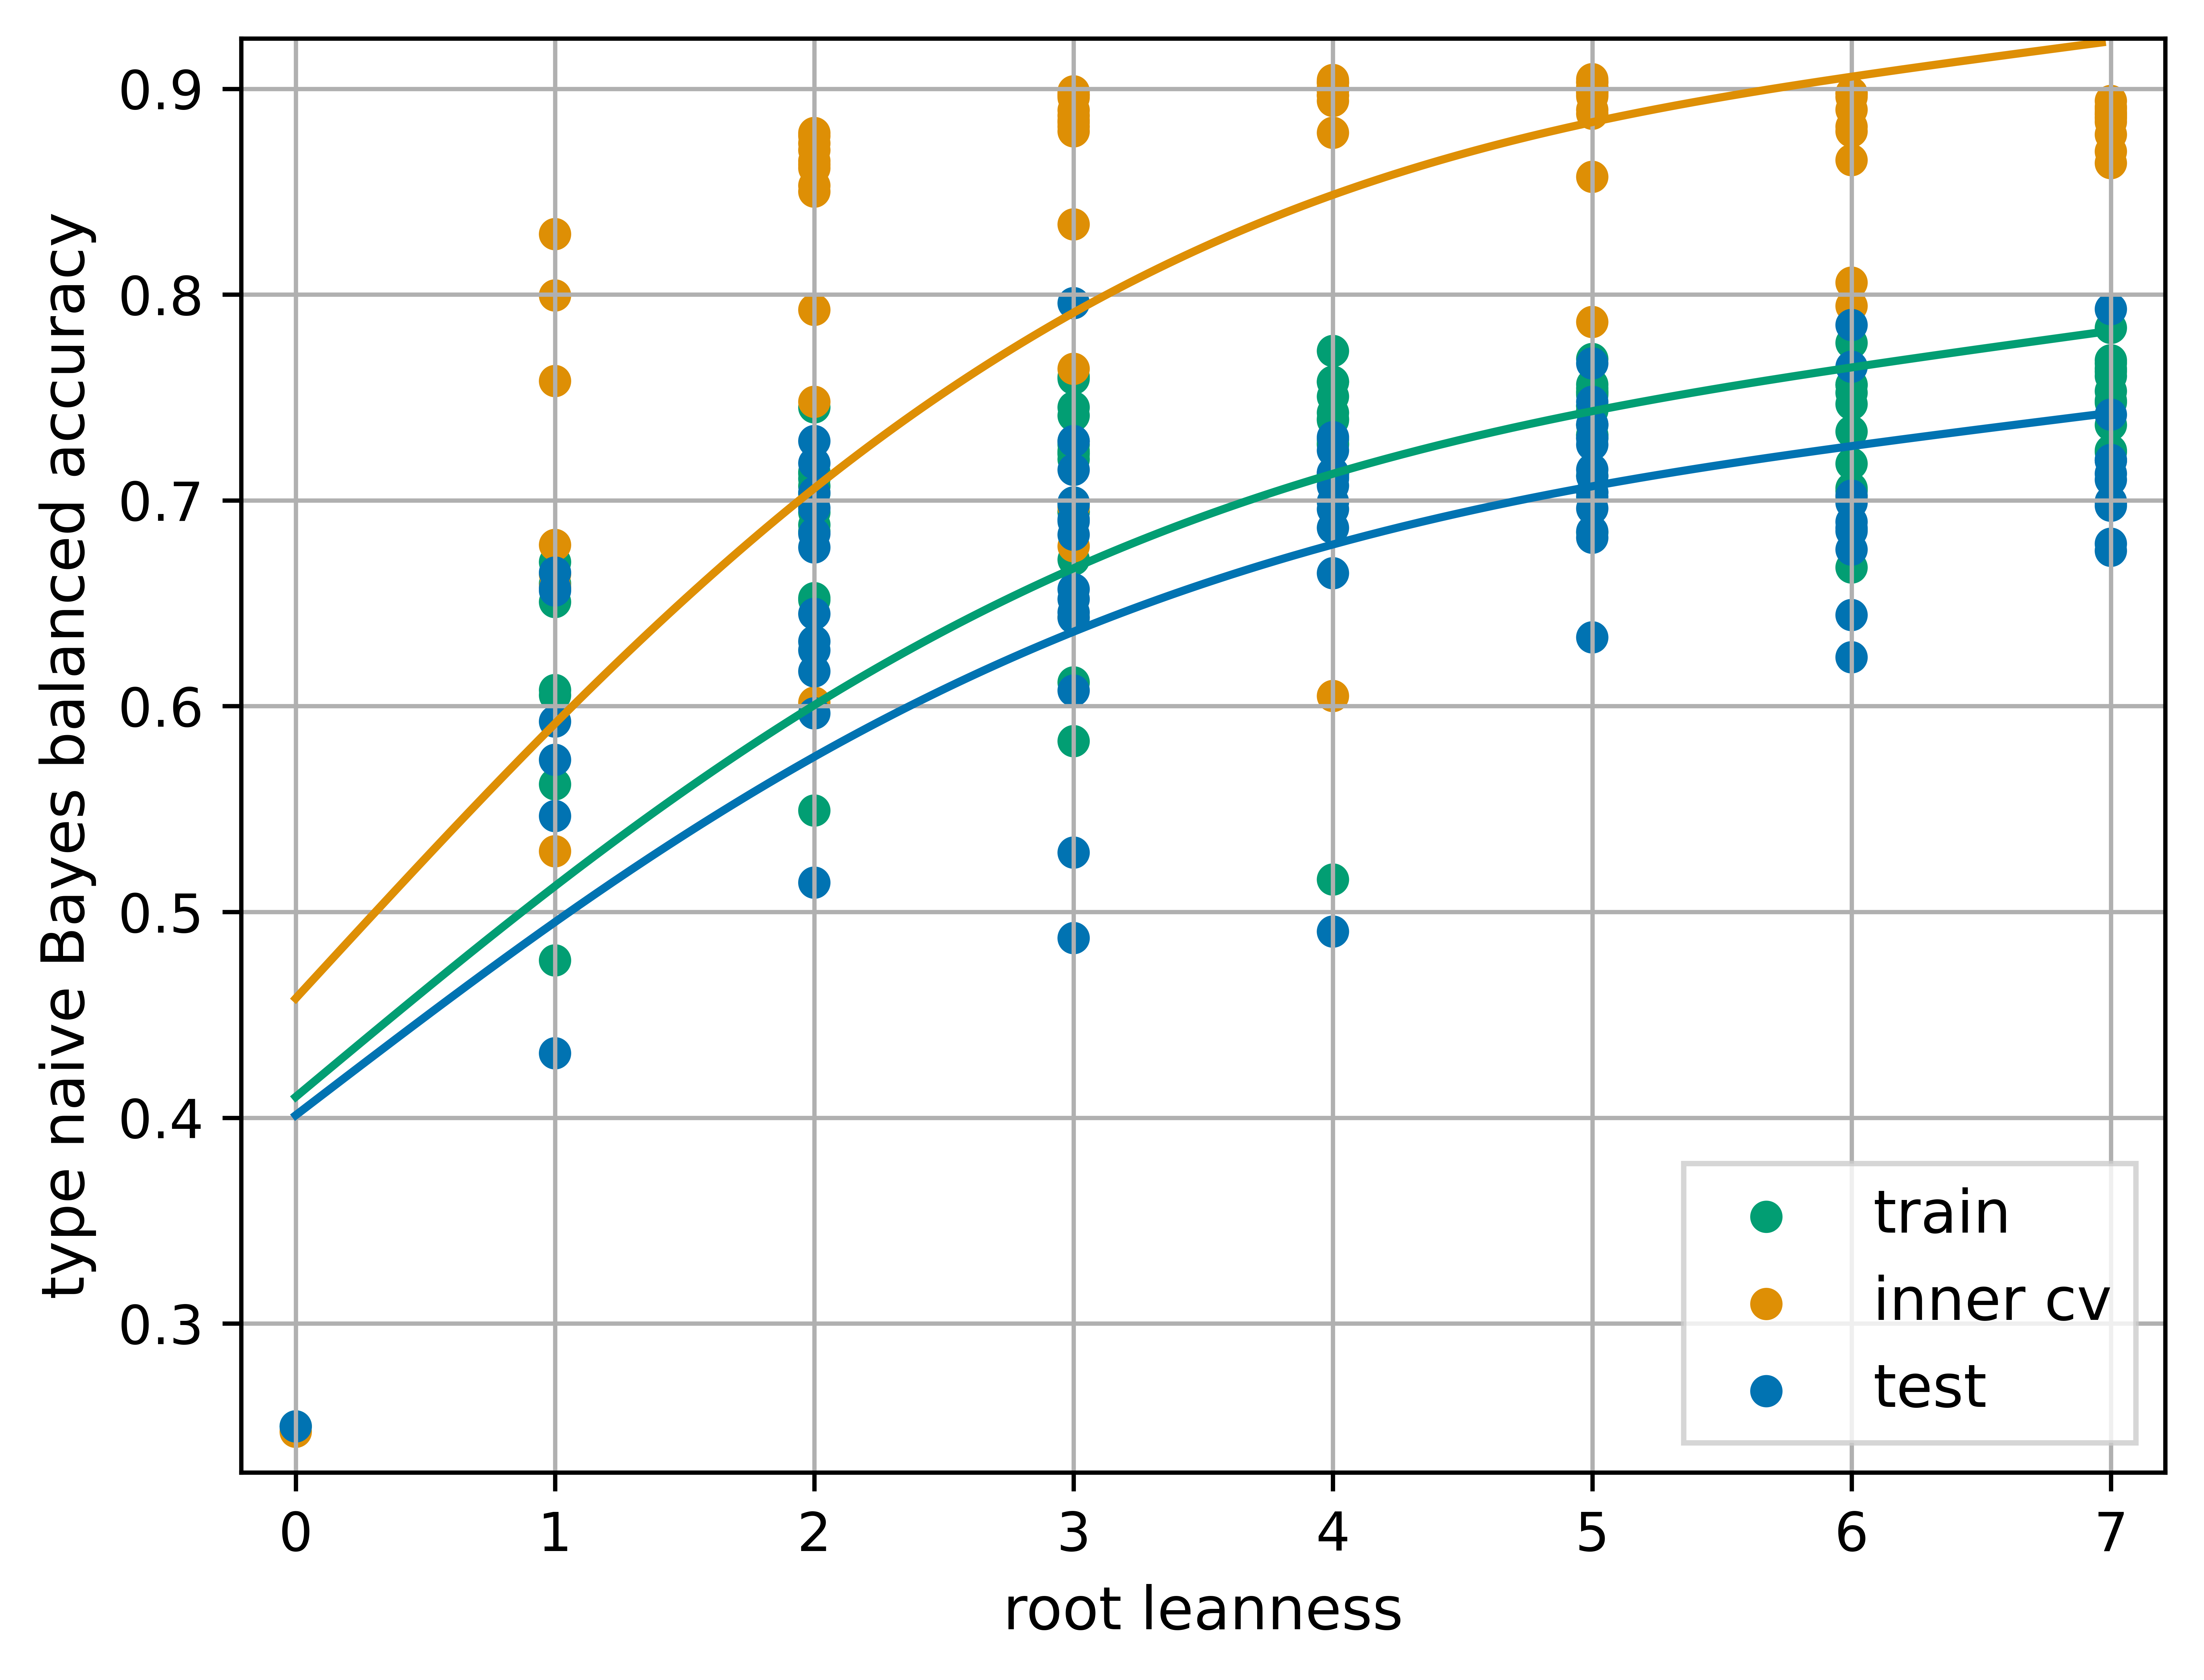 type naive Bayes balanced accuracy
0.9
0.8
0.7
0.6
0.5
0.4
0.3
train
inner cv
test
0 1 2 3 4 5 6 7
root leanness